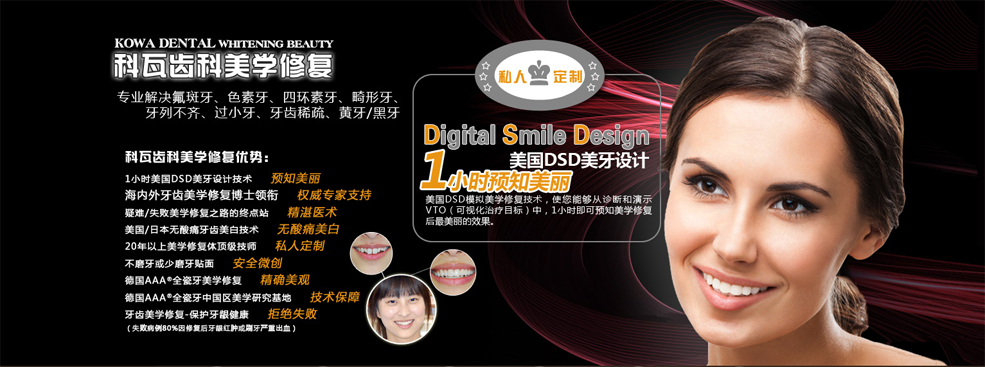 KOWA DENTAL WHITENING BEAUTY
科瓦齿科美学修复
专业解决氟斑牙、色素牙、四环素牙、畸形牙、
牙列不齐、过小牙、牙齿稀疏、黄牙/黑牙
科瓦齿科美学修复优势：
1小时美国DSD美牙设计技术 预知美丽
海内外牙齿美学修复博士领衔 权威专家支持
疑难/失败美学修复之路的终点站 精湛医术
美国/日本无酸痛牙齿美白技术 无酸痛美白
20年以上美学修复体顶级技师 私人定制
不磨牙或少磨牙贴面 安全微创
德国AAA®全瓷牙美学修复 精确美观
德国AAA®全瓷牙中国区美学研究基地 技术保障
牙齿美学修复-保护牙龈健康 拒绝失败
（失败病例80%因修复后牙龈红肿或刷牙严重出血）
私人 定制
Digital Smile Design
美国DSD美牙设计
1小时预知美丽
美国DSD模拟美学修复技术，使您能够从诊断和演示
VTO（可视化治疗目标）中，1小时即可预知美学修复
后最美丽的效果。